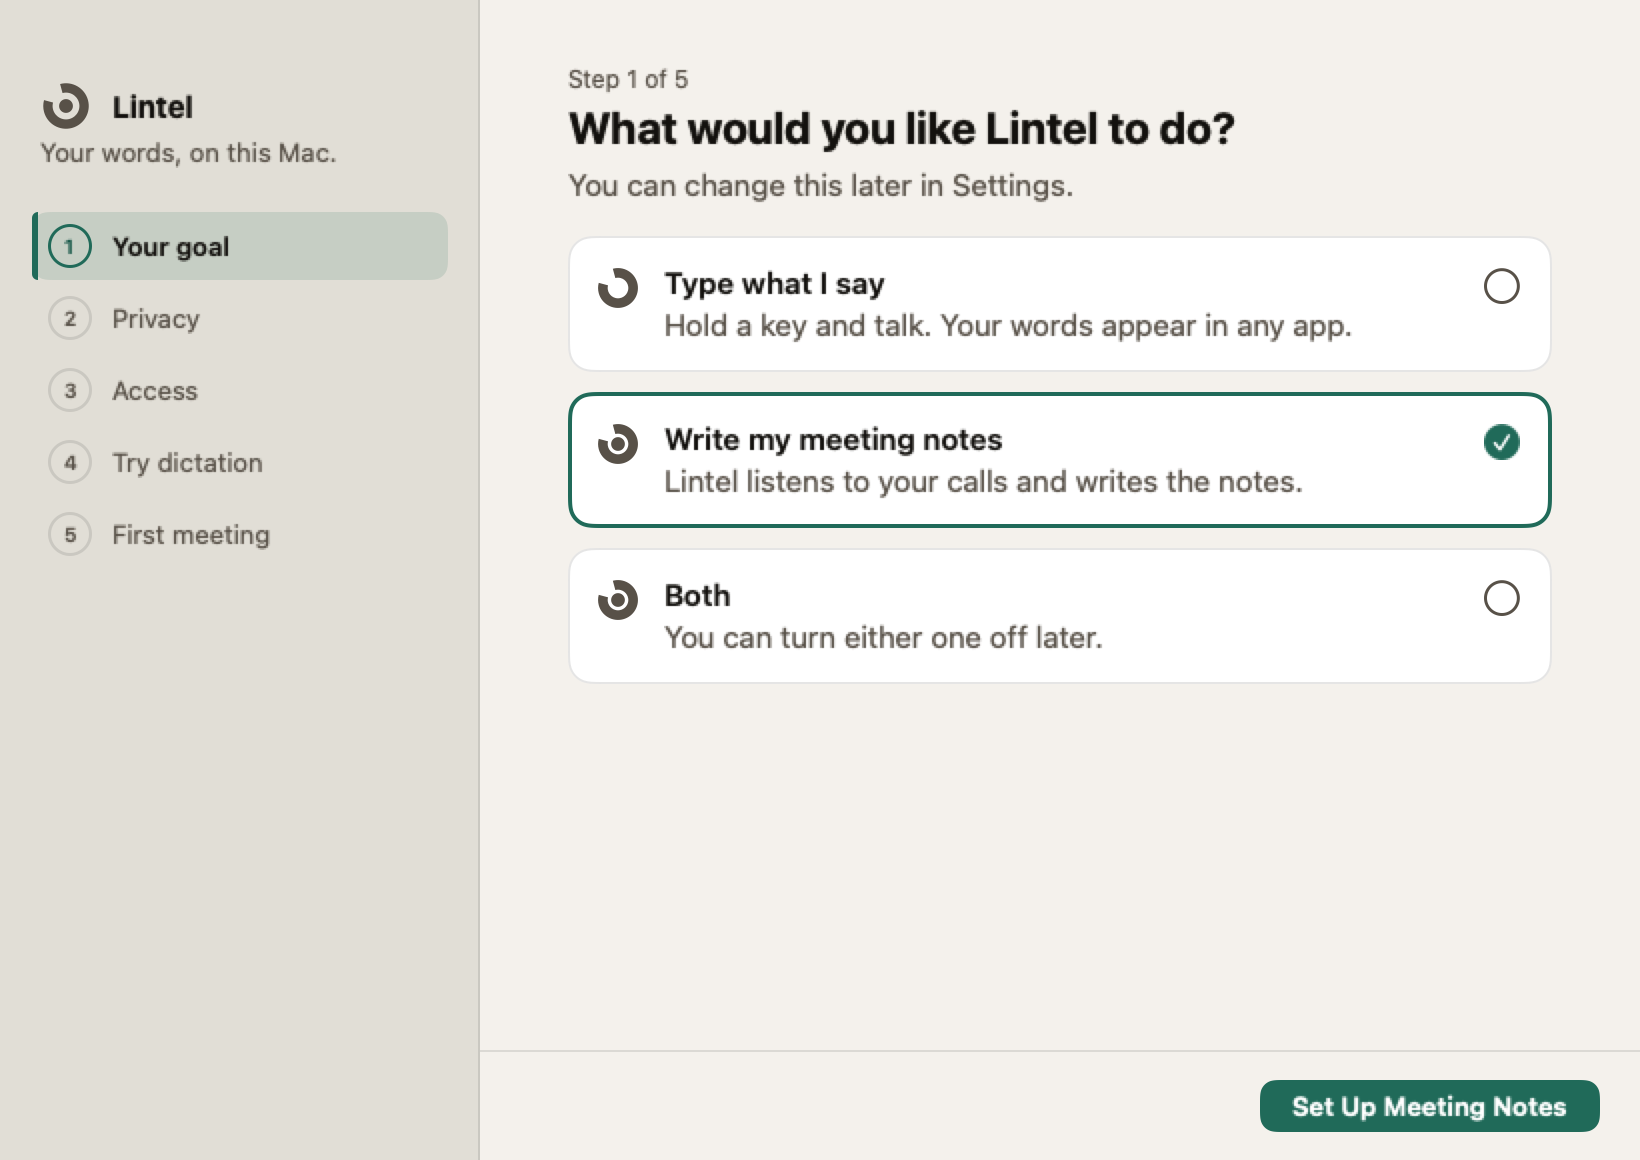 Lintel
Your words, on this Mac.
1 Your goal
2 Privacy
3 Access
4 Try dictation
5 First meeting
Step 1 of 5
What would you like Lintel to do?
You can change this later in Settings.
Type what I say
Hold a key and talk. Your words appear in any app.
Write my meeting notes
Lintel listens to your calls and writes the notes.
Both
You can turn either one off later.
Set Up Meeting Notes